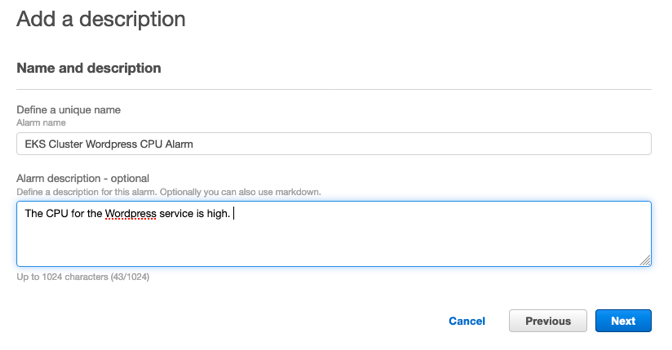 Add a description
Name and description
Define a unique name
Alarm name
EKS Cluster Wordpress CPU Alarm
Alarm description - optional
Define a description for this alarm. Optionally you can also use markdown.
The CPU for the Wordpress service is high.
Up to 1024 characters (43/1024)
Cancel Previous Next